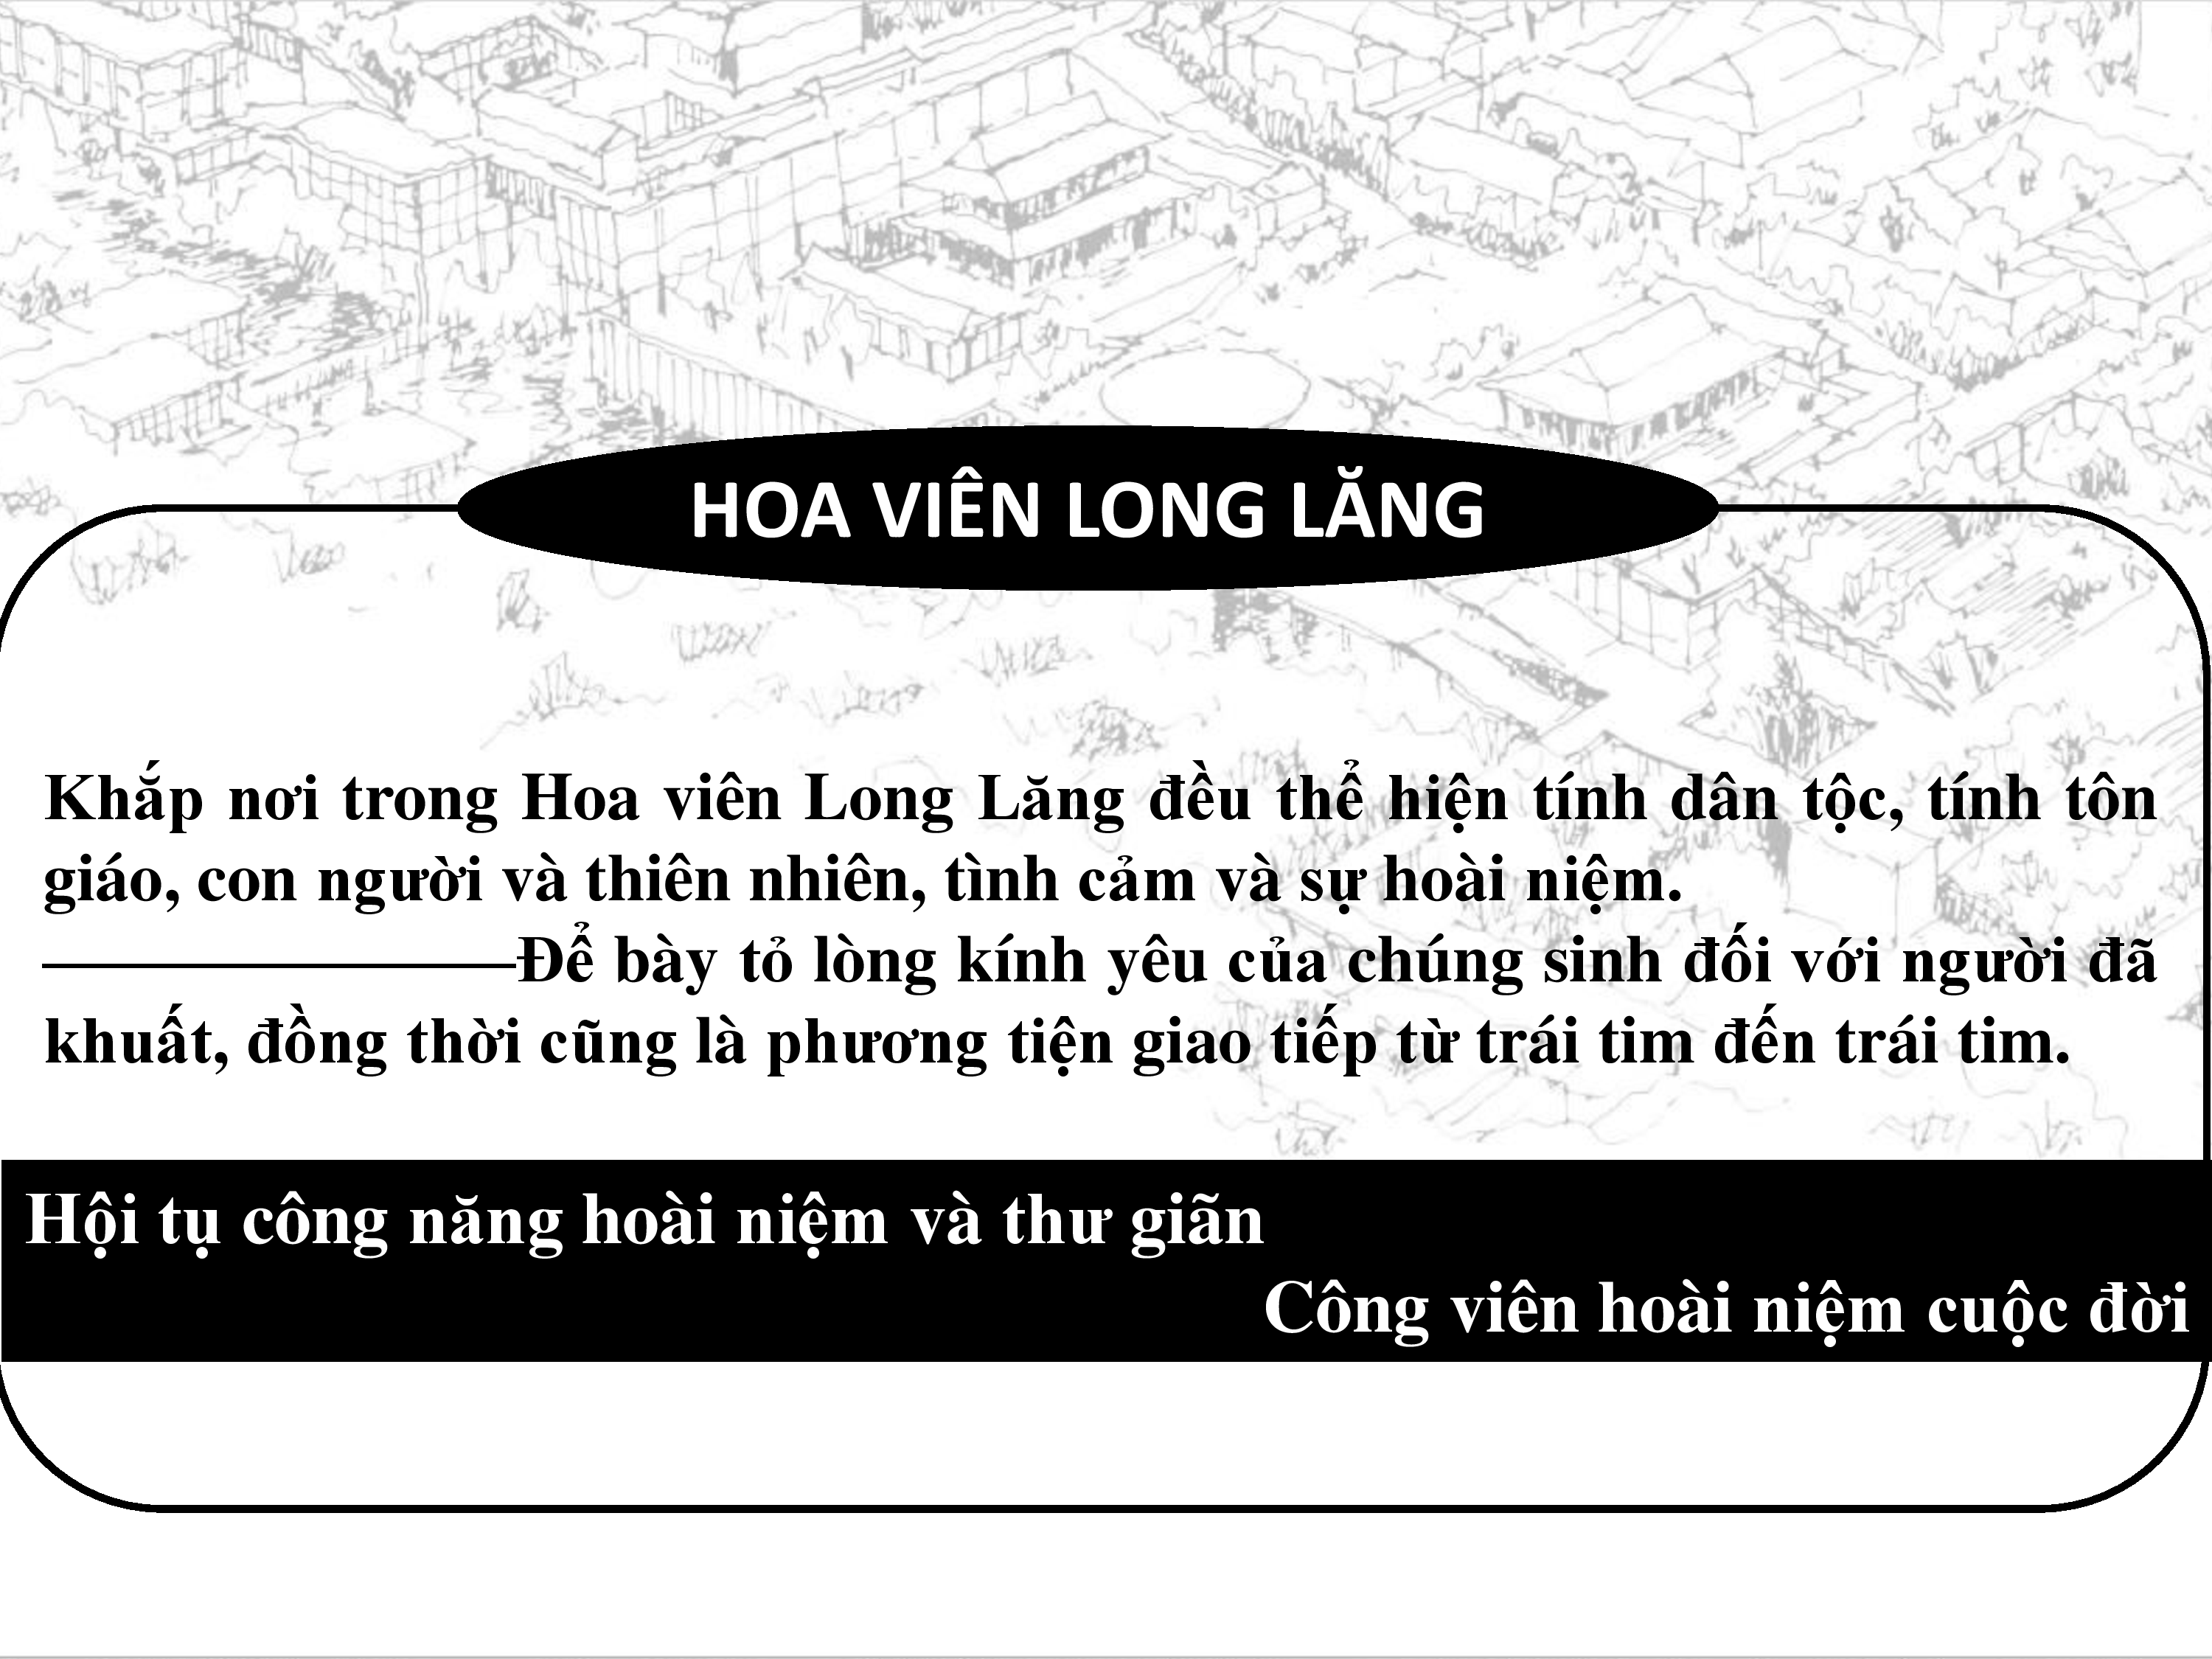 HOA VIÊN LONG LĂNG
Khắp nơi trong Hoa viên Long Lăng đều thể hiện tính dân tộc, tính tôn
giáo, con người và thiên nhiên, tình cảm và sự hoài niệm.
————————Để bày tỏ lòng kính yêu của chúng sinh đối với người đã
khuất, đồng thời cũng là phương tiện giao tiếp từ trái tim đến trái tim.
Hội tụ công năng hoài niệm và thư giãn
Công viên hoài niệm cuộc đời